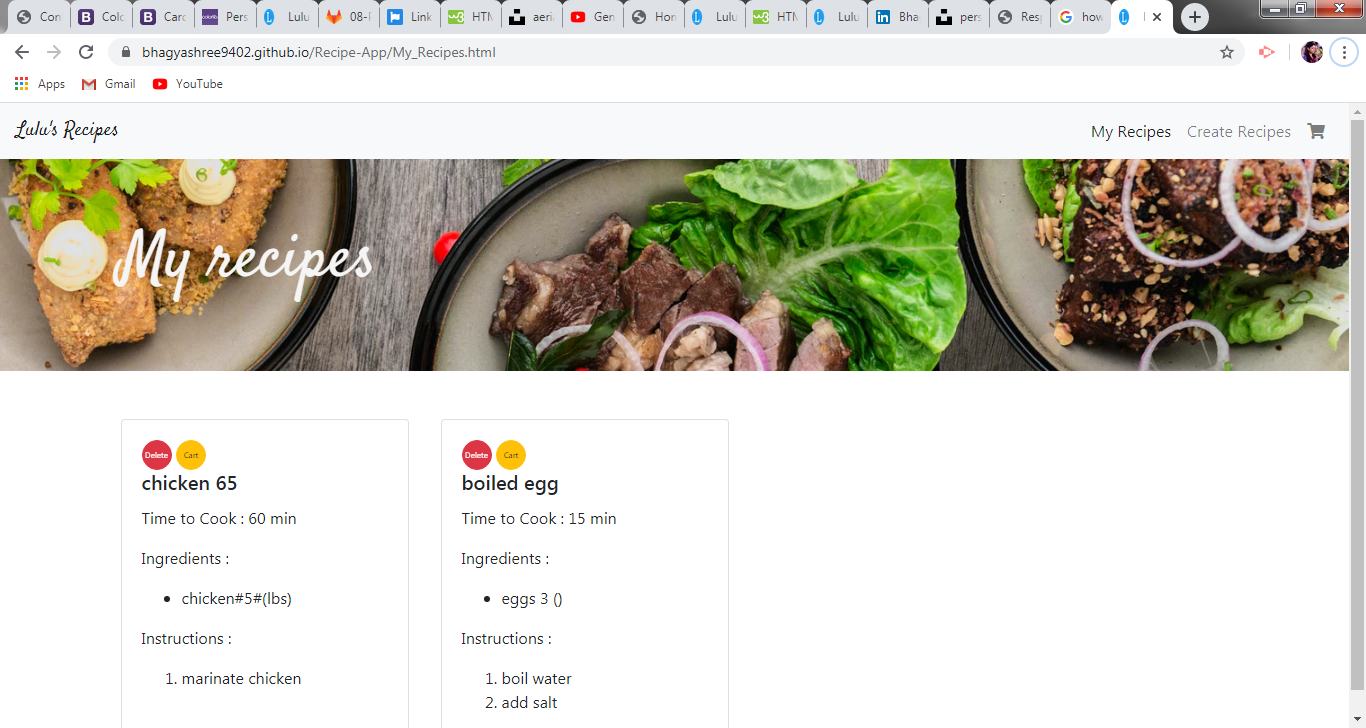 Con
Colo
Card
Pers
Lulu
08-
Link
HTM
aeri
Gen
Hon
Lulu
HTM
Lulu
Bha
pers
Resp
how
bhagyashree9402.github.io/Recipe-App/My_Recipes.html
Apps Gmail YouTube
Lulu's Recipes My Recipes Create Recipes
My recipes
Delete Cart Delete Cart
chicken 65 boiled egg
Time to Cook : 60 min Time to Cook : 15 min
Ingredients : Ingredients :
chicken#5#(lbs) eggs 3 ()
Instructions : Instructions :
1. marinate chicken 1. boil water
2. add salt